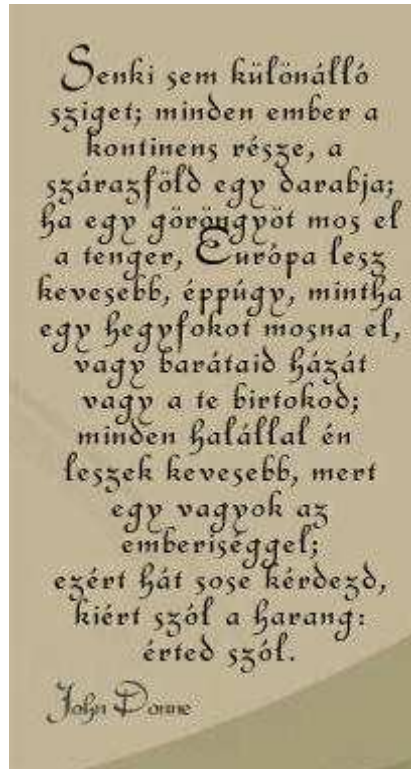 Senki sem különálló
sziget; minden ember a
kontinens része, a
szárazföld egy darabja;
ha egy göröngyöt mos el
a tenger, Európa lesz
kevesebb, éppúgy, mintha
egy hegyfokot mosna el,
vagy barátaid házát
vagy a te birtokod;
minden halállal én
leszek kevesebb, mert
egy vagyok az
emberiséggel;
ezért hát sose kérdezd,
kiért szól a harang:
érted szól.
John Donne